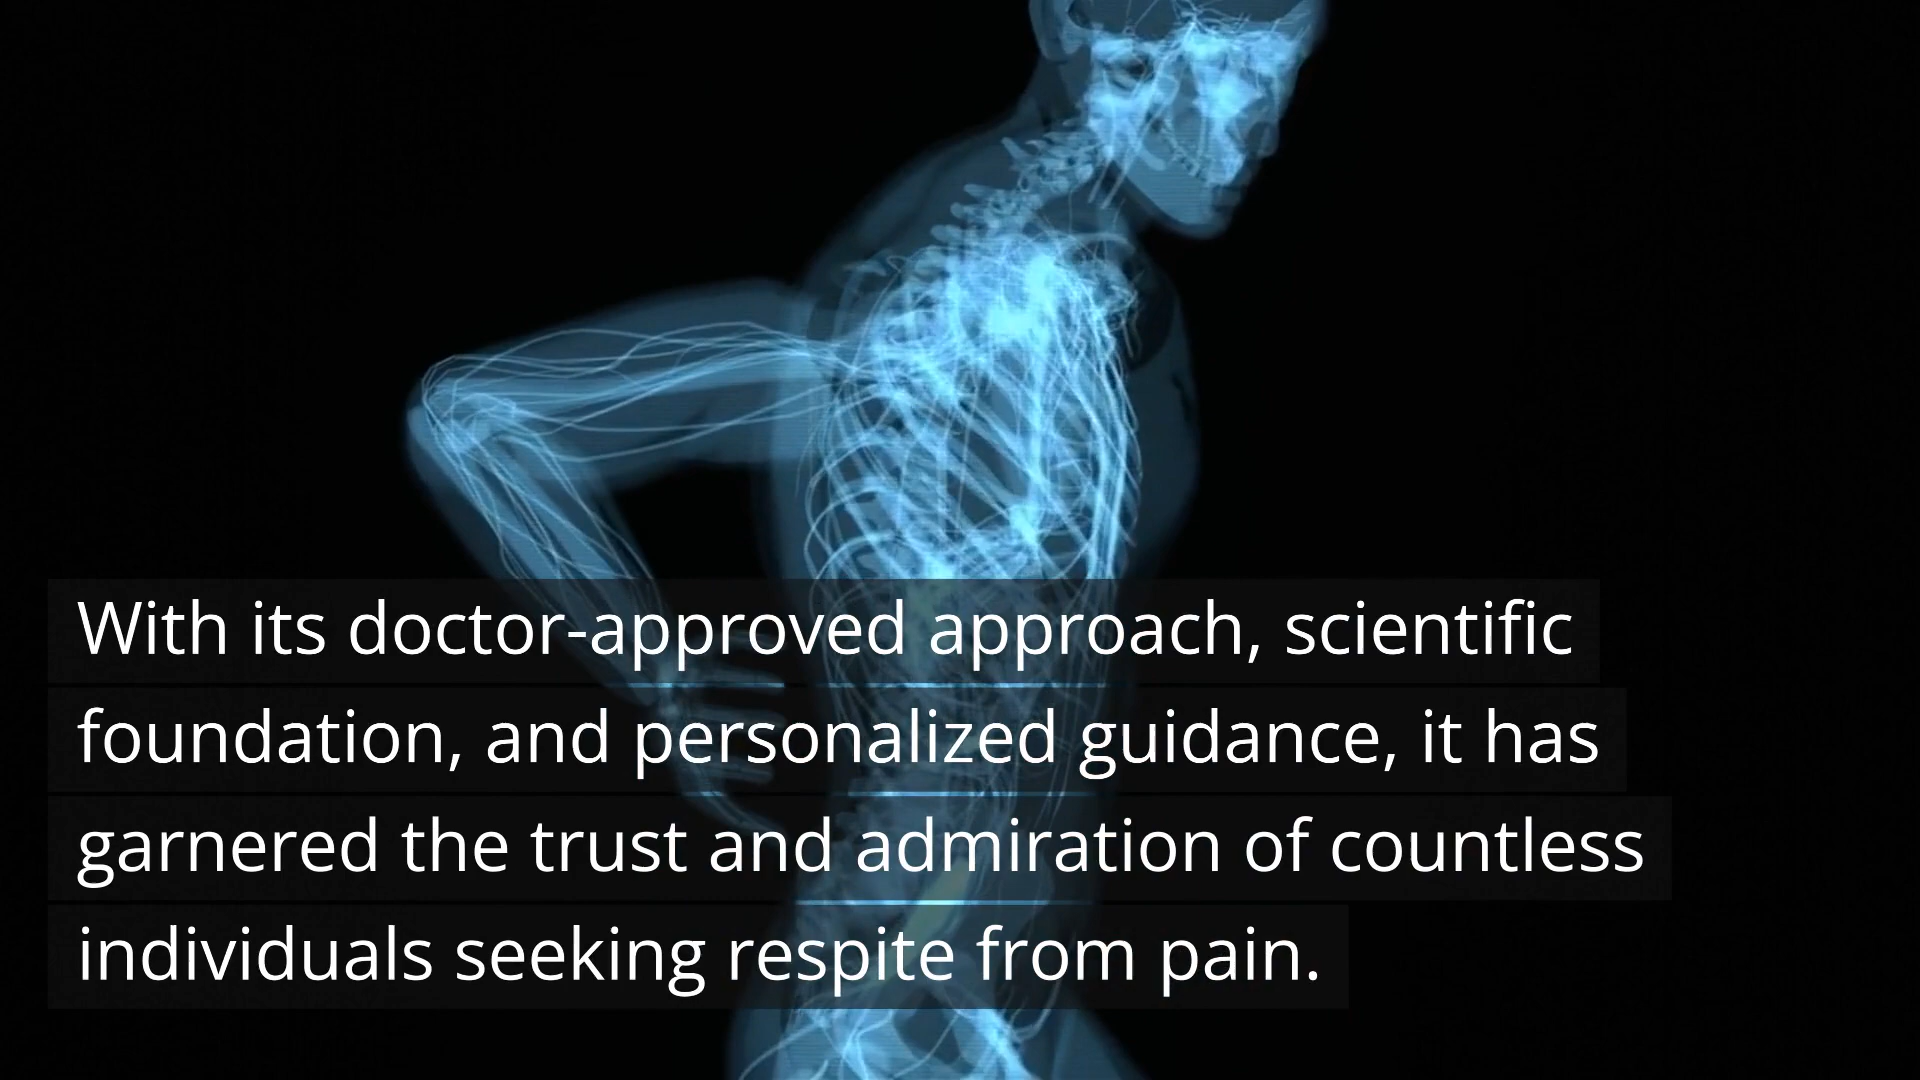 With its doctor-approved approach, scientific
foundation, and personalized guidance, it has
garnered the trust and admiration of countless
individuals seeking respite from pain.